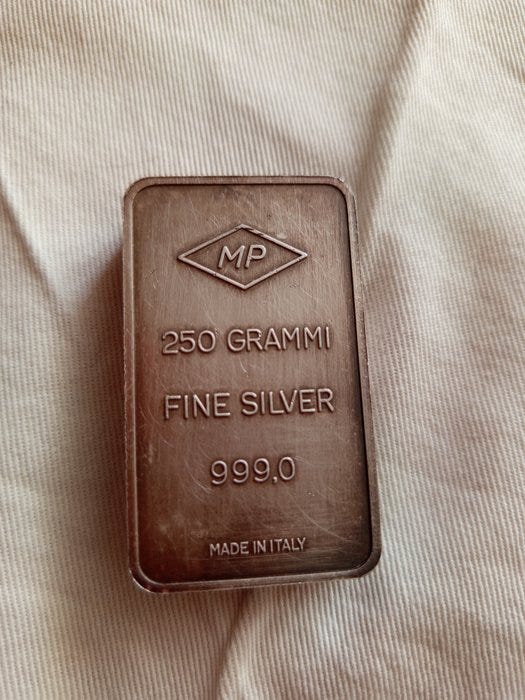 MP
250 GRAMMI
FINE SILVER
999,0
MADE IN ITALY